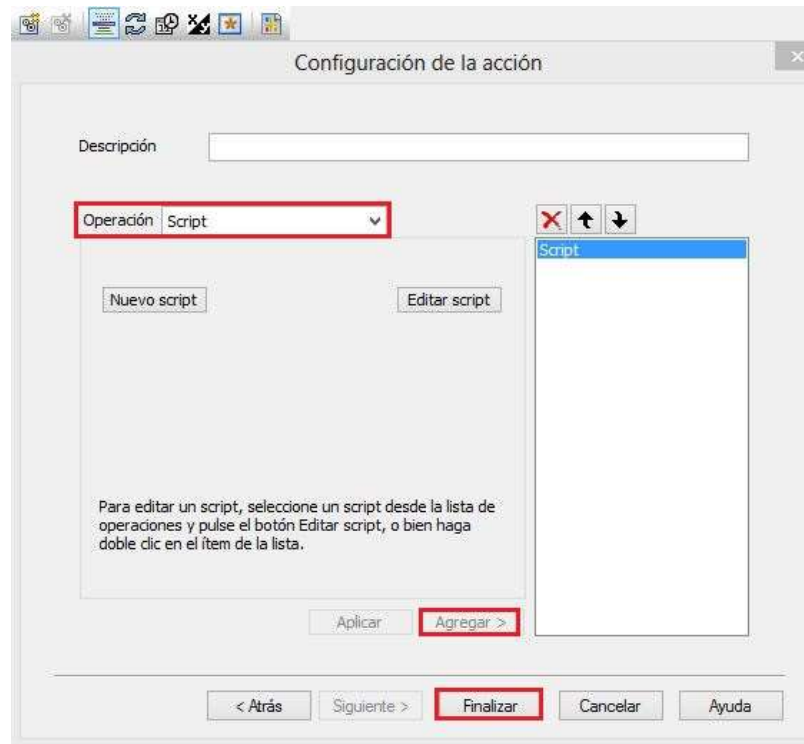 Configuración de la acción
Descripción
Operación Script
Script
Nuevo script
Editar script
Para editar un script, seleccione un script desde la lista de
operaciones y pulse el botón Editar script, o bien haga
doble clic en el ítem de la lista.
Aplicar
Agregar >
< Atrás
Siguiente >
Finalizar
Cancelar
Ayuda